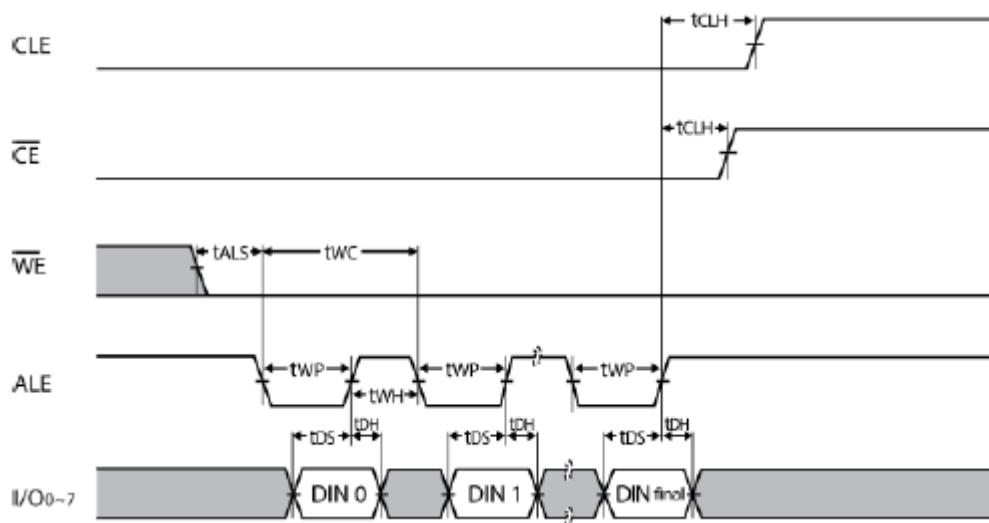 CLE
tCLH
CE
tCLH
WE
tALS
tWC
ALE
tWP
tWH
tWP
tWP
tDS
tDH
tDS
tDH
tDS
tDH
I/O0~7
DIN 0
DIN 1
DIN final